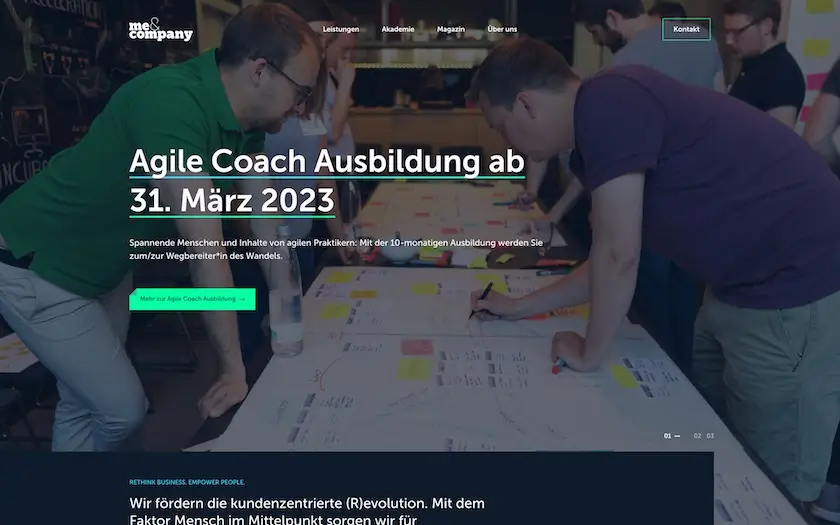 me&
company
Leistungen
Akademie
Magazin
Über uns
Kontakt
Agile Coach Ausbildung ab
31. März 2023
Spannende Menschen und Inhalte von agilen Praktikern: Mit der 10-monatigen Ausbildung werden Sie
zum/zur Wegbereiter*in des Wandels.
Mehr zur Agile Coach Ausbildung →
01 — 02 03
RETHINK BUSINESS. EMPOWER PEOPLE.
Wir fördern die kundenzentrierte (R)evolution. Mit dem
Faktor Mensch im Mittelpunkt sorgen wir für